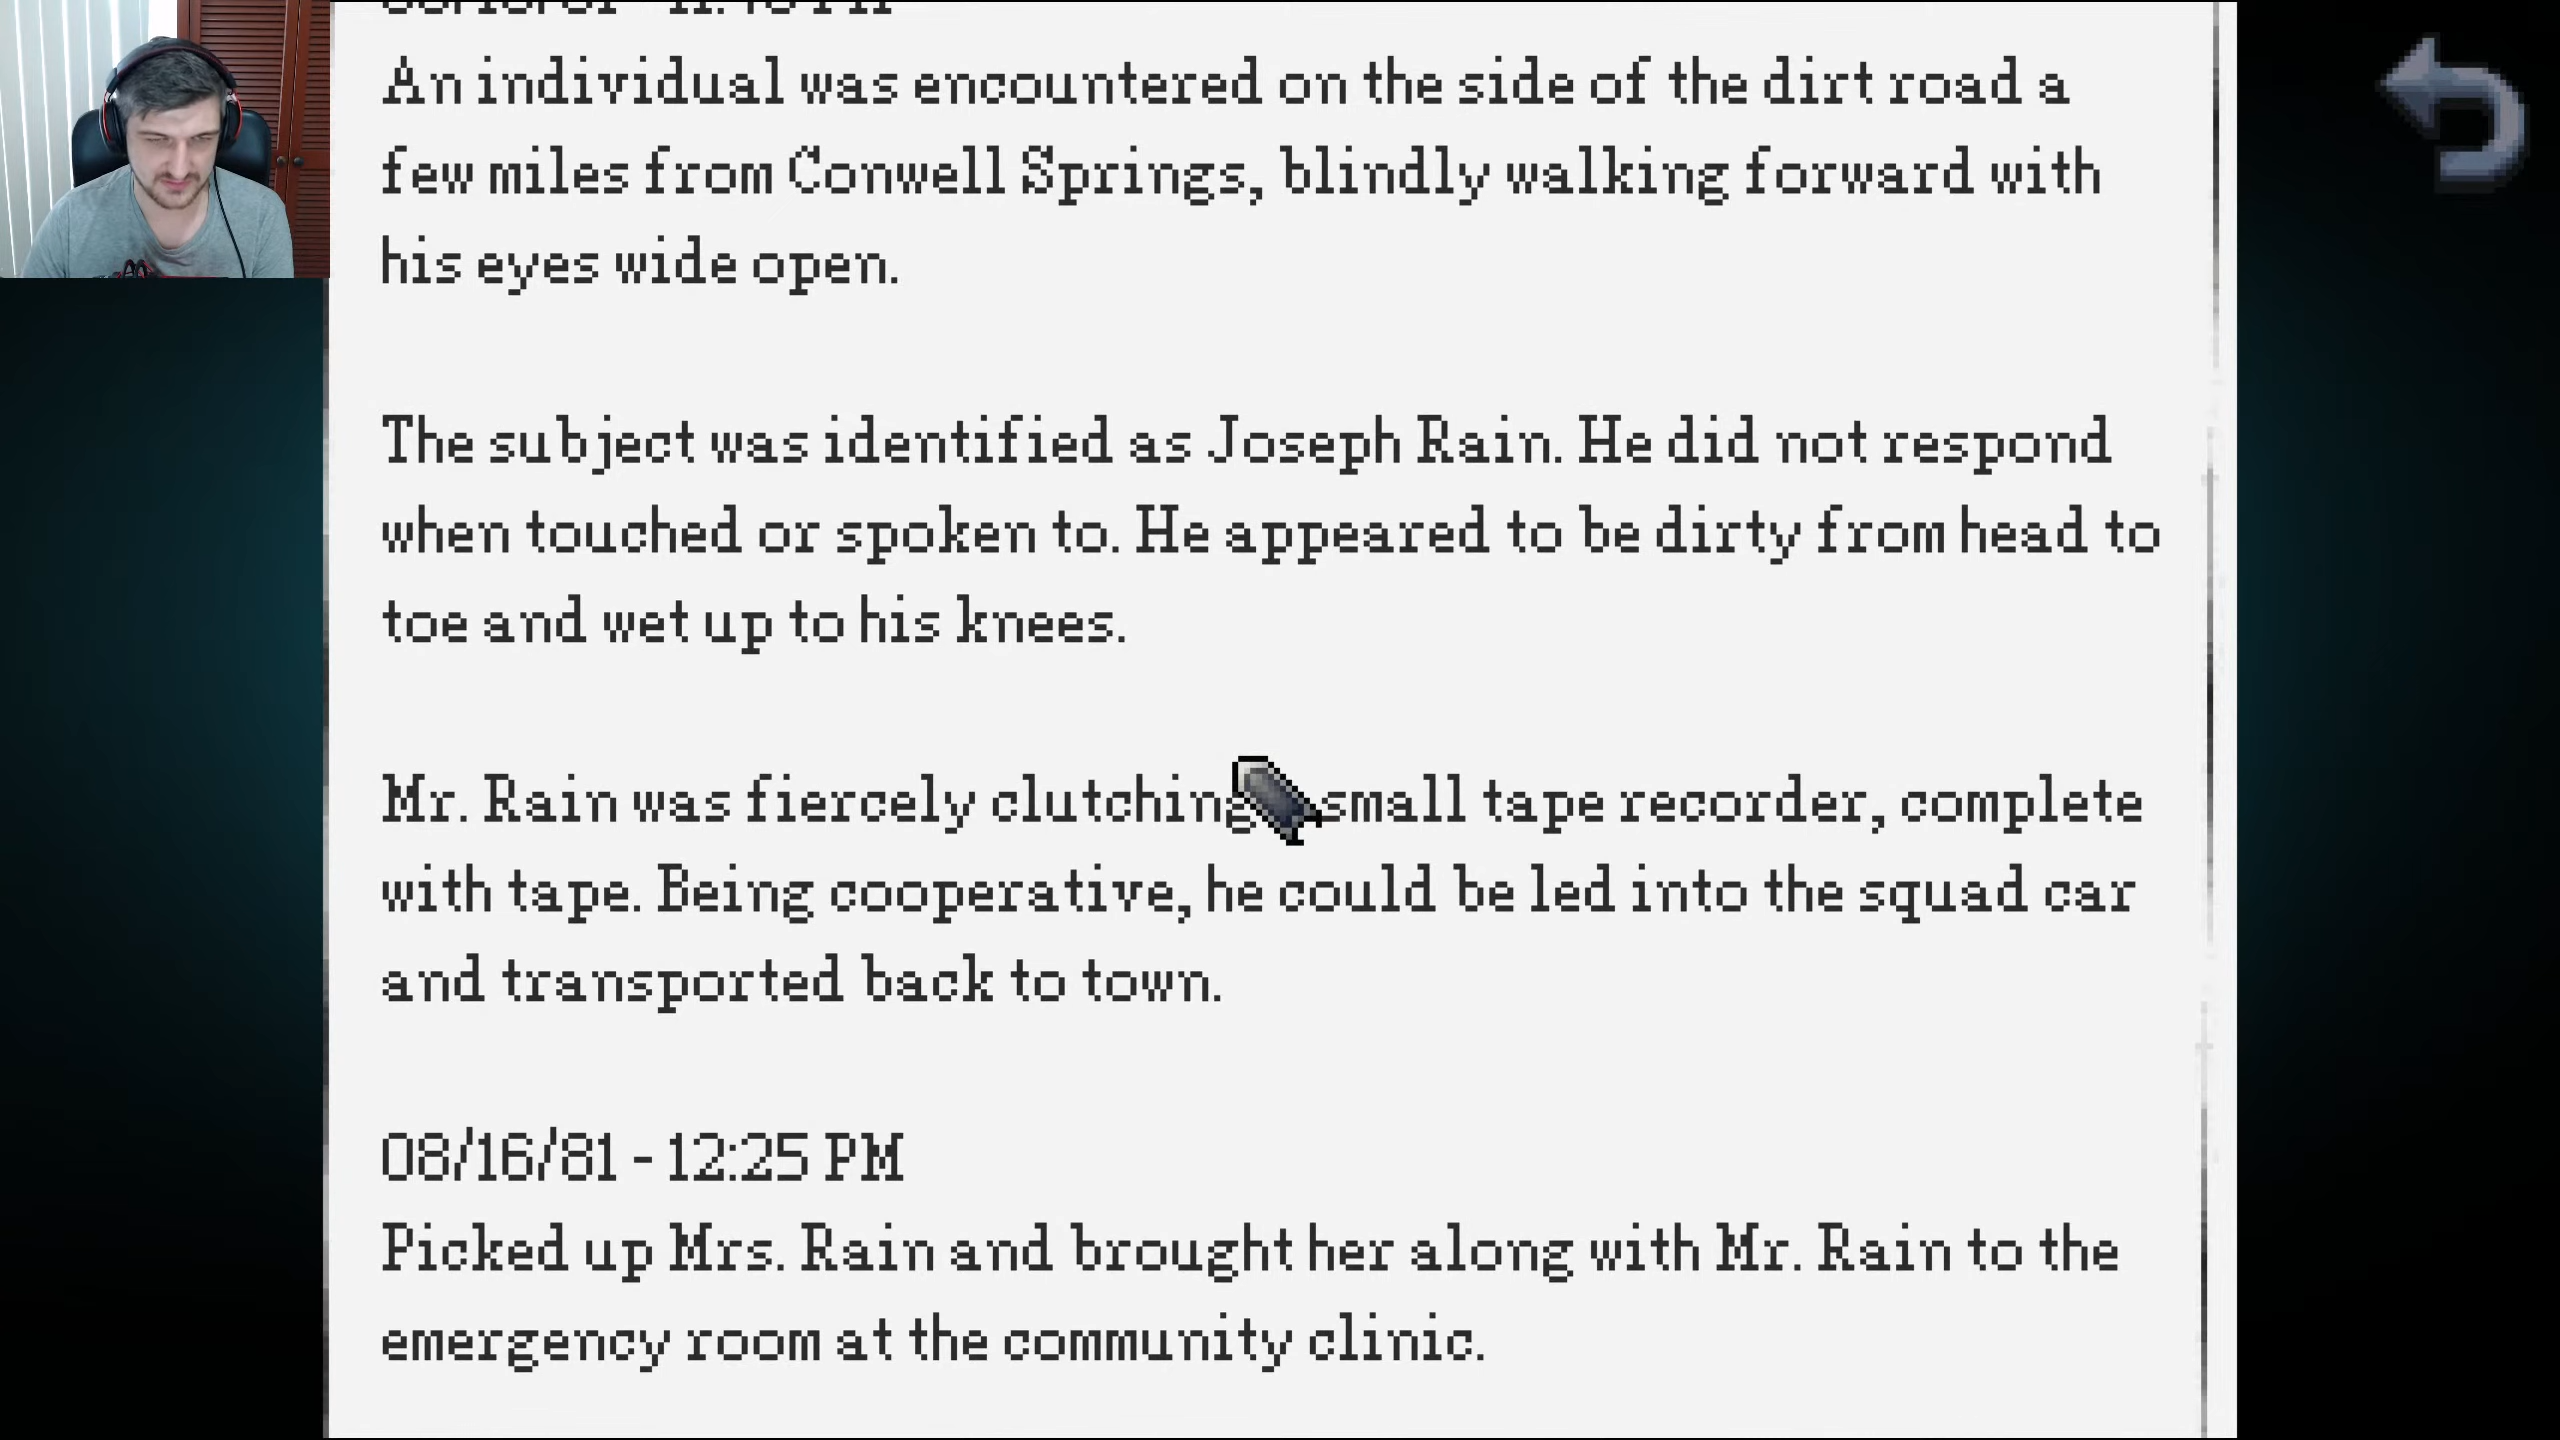 An individual was encountered on the side of the dirt road a
few miles from Conwell Springs, blindly walking forward with
his eyes wide open.
The subject was identified as Joseph Rain. He did not respond
when touched or spoken to. He appeared to be dirty from head to
toe and wet up to his knees.
Mr. Rain was fiercely clutching small tape recorder, complete
with tape. Being cooperative, he could be led into the squad car
and transported back to town.
08/16/81 - 12:25 PM
Picked up Mrs. Rain and brought her along with Mr. Rain to the
emergency room at the community clinic.